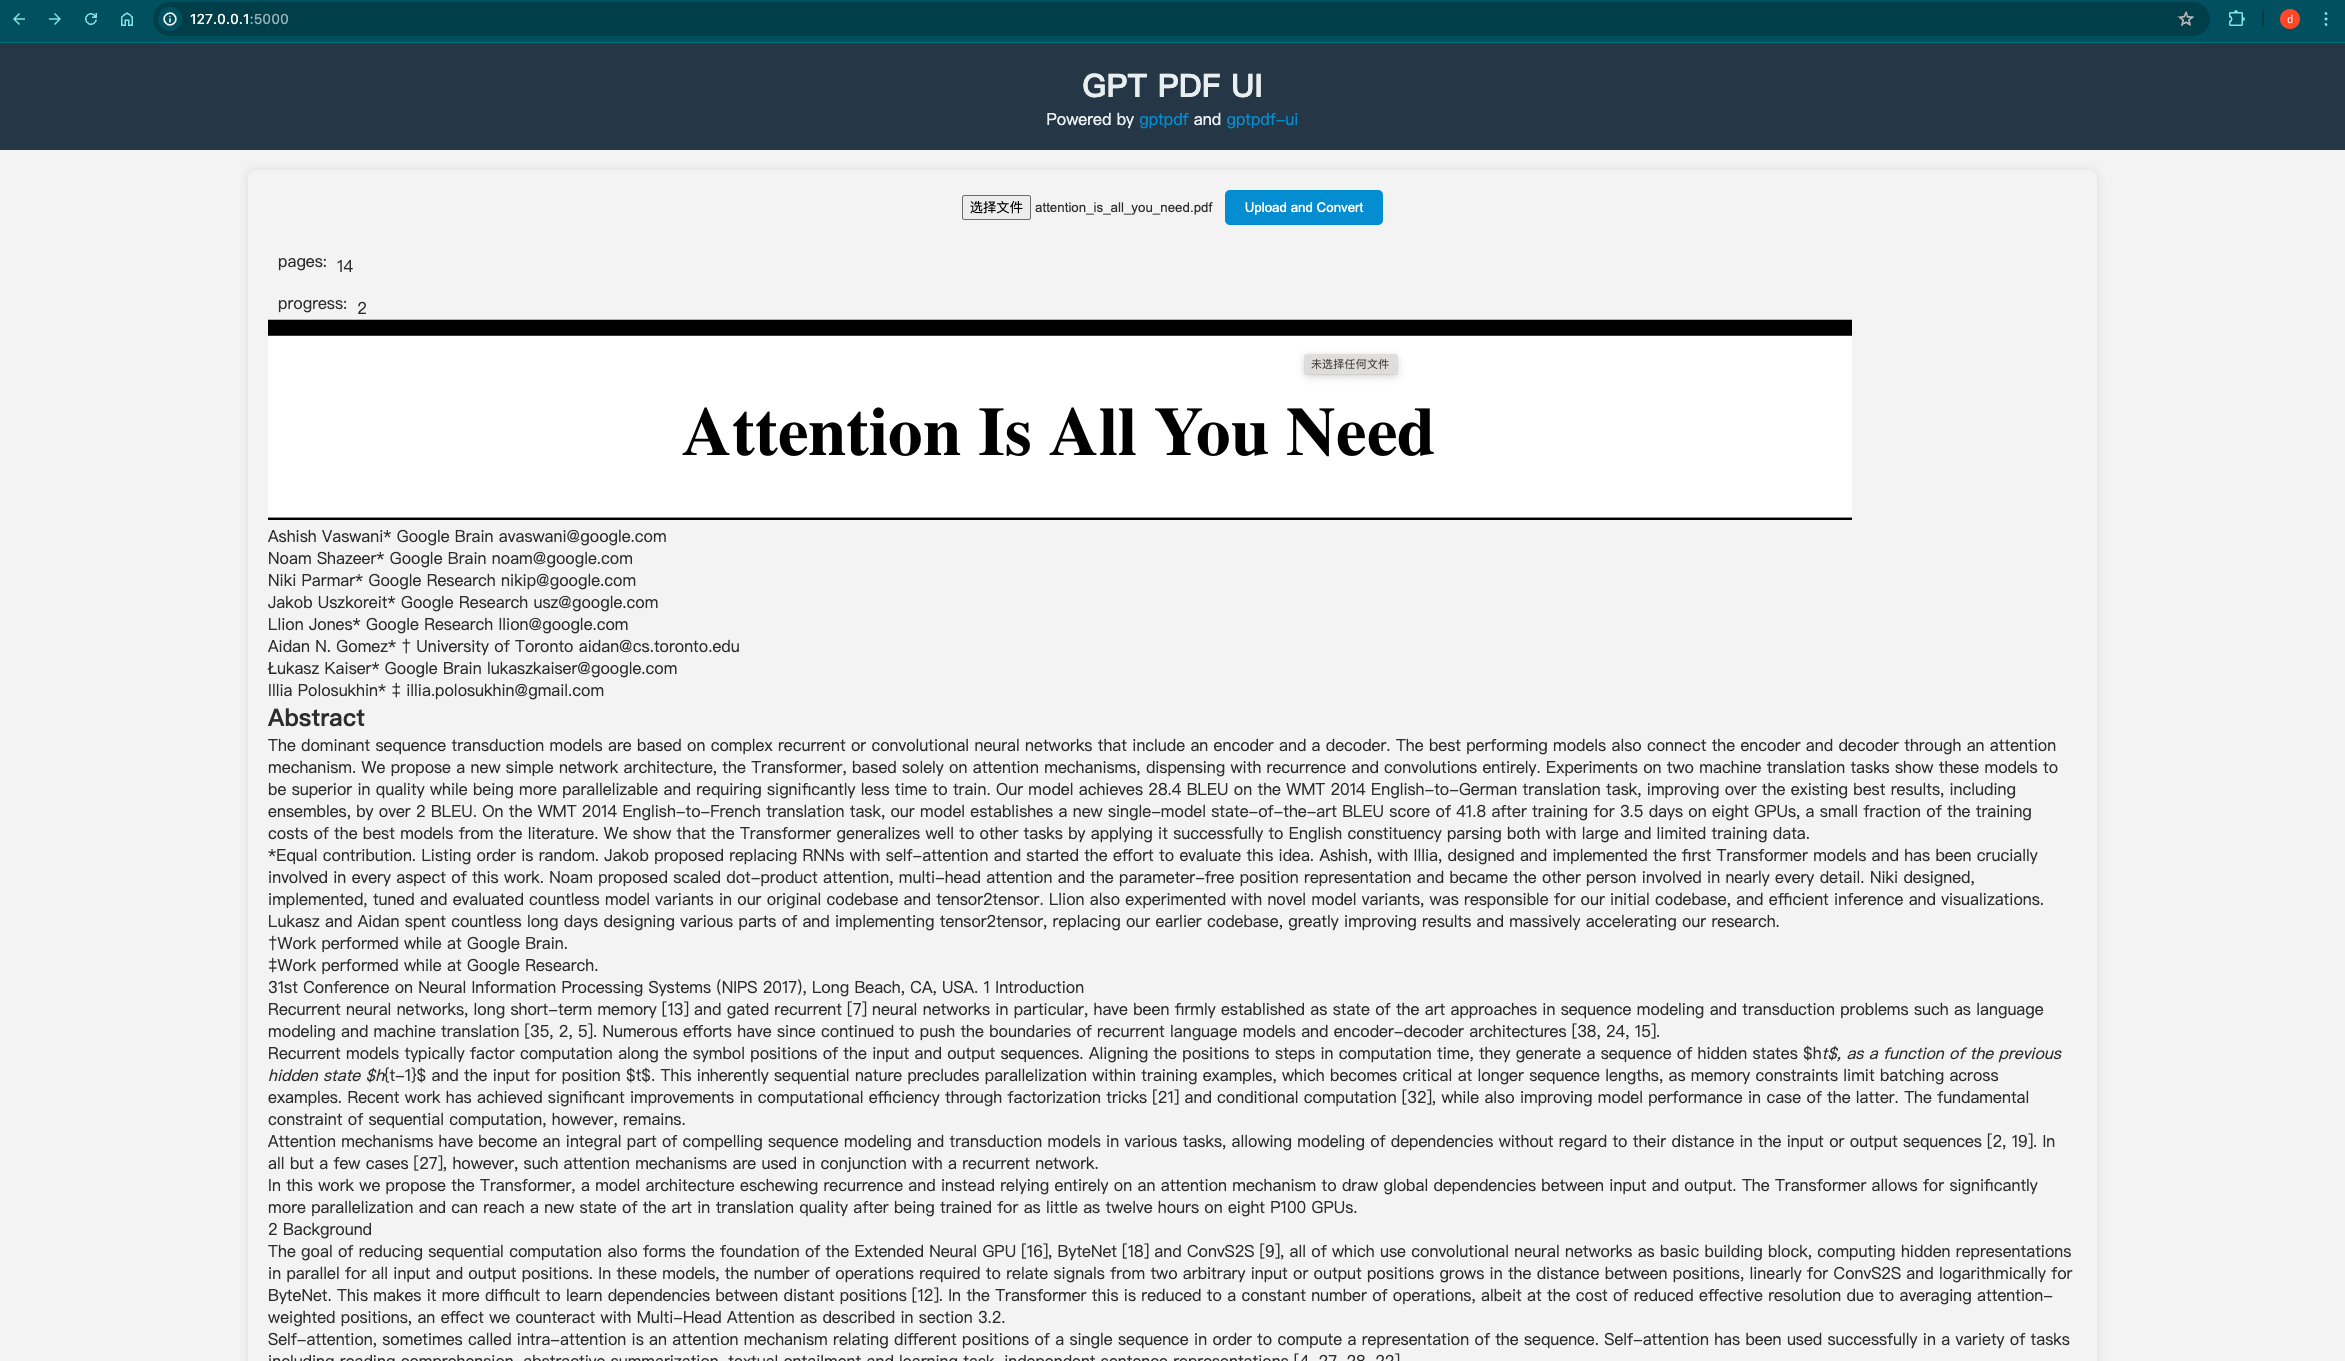 127.0.0.1:5000
d
GPT PDF UI
Powered by gptpdf and gptpdf-ui
选择文件 attention_is_all_you_need.pdf Upload and Convert
pages: 14
progress: 2
未选择任何文件
Attention Is All You Need
Ashish Vaswani* Google Brain avaswani@google.com
Noam Shazeer* Google Brain noam@google.com
Niki Parmar* Google Research nikip@google.com
Jakob Uszkoreit* Google Research usz@google.com
Llion Jones* Google Research llion@google.com
Aidan N. Gomez* † University of Toronto aidan@cs.toronto.edu
Łukasz Kaiser* Google Brain lukaszkaiser@google.com
Illia Polosukhin* ‡ illia.polosukhin@gmail.com
Abstract
The dominant sequence transduction models are based on complex recurrent or convolutional neural networks that include an encoder and a decoder. The best performing models also connect the encoder and decoder through an attention
mechanism. We propose a new simple network architecture, the Transformer, based solely on attention mechanisms, dispensing with recurrence and convolutions entirely. Experiments on two machine translation tasks show these models to
be superior in quality while being more parallelizable and requiring significantly less time to train. Our model achieves 28.4 BLEU on the WMT 2014 English-to-German translation task, improving over the existing best results, including
ensembles, by over 2 BLEU. On the WMT 2014 English-to-French translation task, our model establishes a new single-model state-of-the-art BLEU score of 41.8 after training for 3.5 days on eight GPUs, a small fraction of the training
costs of the best models from the literature. We show that the Transformer generalizes well to other tasks by applying it successfully to English constituency parsing both with large and limited training data.
*Equal contribution. Listing order is random. Jakob proposed replacing RNNs with self-attention and started the effort to evaluate this idea. Ashish, with Illia, designed and implemented the first Transformer models and has been crucially
involved in every aspect of this work. Noam proposed scaled dot-product attention, multi-head attention and the parameter-free position representation and became the other person involved in nearly every detail. Niki designed,
implemented, tuned and evaluated countless model variants in our original codebase and tensor2tensor. Llion also experimented with novel model variants, was responsible for our initial codebase, and efficient inference and visualizations.
Lukasz and Aidan spent countless long days designing various parts of and implementing tensor2tensor, replacing our earlier codebase, greatly improving results and massively accelerating our research.
†Work performed while at Google Brain.
‡Work performed while at Google Research.
31st Conference on Neural Information Processing Systems (NIPS 2017), Long Beach, CA, USA. 1 Introduction
Recurrent neural networks, long short-term memory [13] and gated recurrent [7] neural networks in particular, have been firmly established as state of the art approaches in sequence modeling and transduction problems such as language
modeling and machine translation [35, 2, 5]. Numerous efforts have since continued to push the boundaries of recurrent language models and encoder-decoder architectures [38, 24, 15].
Recurrent models typically factor computation along the symbol positions of the input and output sequences. Aligning the positions to steps in computation time, they generate a sequence of hidden states $ht$, as a function of the previous
hidden state $h{t-1}$ and the input for position $t$. This inherently sequential nature precludes parallelization within training examples, which becomes critical at longer sequence lengths, as memory constraints limit batching across
examples. Recent work has achieved significant improvements in computational efficiency through factorization tricks [21] and conditional computation [32], while also improving model performance in case of the latter. The fundamental
constraint of sequential computation, however, remains.
Attention mechanisms have become an integral part of compelling sequence modeling and transduction models in various tasks, allowing modeling of dependencies without regard to their distance in the input or output sequences [2, 19]. In
all but a few cases [27], however, such attention mechanisms are used in conjunction with a recurrent network.
In this work we propose the Transformer, a model architecture eschewing recurrence and instead relying entirely on an attention mechanism to draw global dependencies between input and output. The Transformer allows for significantly
more parallelization and can reach a new state of the art in translation quality after being trained for as little as twelve hours on eight P100 GPUs.
2 Background
The goal of reducing sequential computation also forms the foundation of the Extended Neural GPU [16], ByteNet [18] and ConvS2S [9], all of which use convolutional neural networks as basic building block, computing hidden representations
in parallel for all input and output positions. In these models, the number of operations required to relate signals from two arbitrary input or output positions grows in the distance between positions, linearly for ConvS2S and logarithmically for
ByteNet. This makes it more difficult to learn dependencies between distant positions [12]. In the Transformer this is reduced to a constant number of operations, albeit at the cost of reduced effective resolution due to averaging attention-
weighted positions, an effect we counteract with Multi-Head Attention as described in section 3.2.
Self-attention, sometimes called intra-attention is an attention mechanism relating different positions of a single sequence in order to compute a representation of the sequence. Self-attention has been used successfully in a variety of tasks
including reading comprehension, abstractive summarization, textual entailment and learning task-independent sentence representations [4, 27, 28, 22].